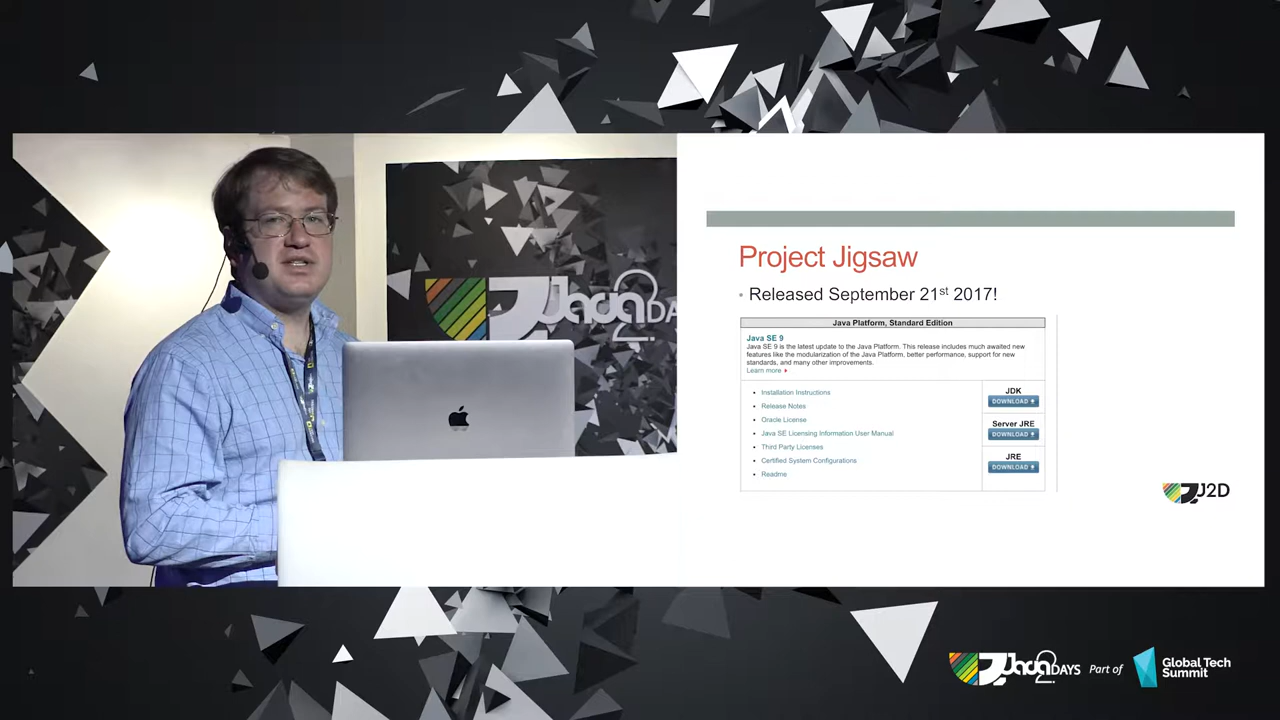 Java2
DA
Project Jigsaw
• Released September 21st 2017!
Java Platform, Standard Edition
Java SE 9
Java SE 9 is the latest update to the Java Platform. This release includes much awaited new
features like the modularization of the Java Platform, better performance, support for new
standards, and many other improvements.
Learn more
• Installation Instructions
• Release Notes
• Oracle License
• Java SE Licensing Information User Manual
• Third Party Licenses
• Certified System Configurations
• Readme
JDK
DOWNLOAD
Server JRE
DOWNLOAD
JRE
DOWNLOAD
J2D
Java2DAYS Part of
Global Tech
Summit